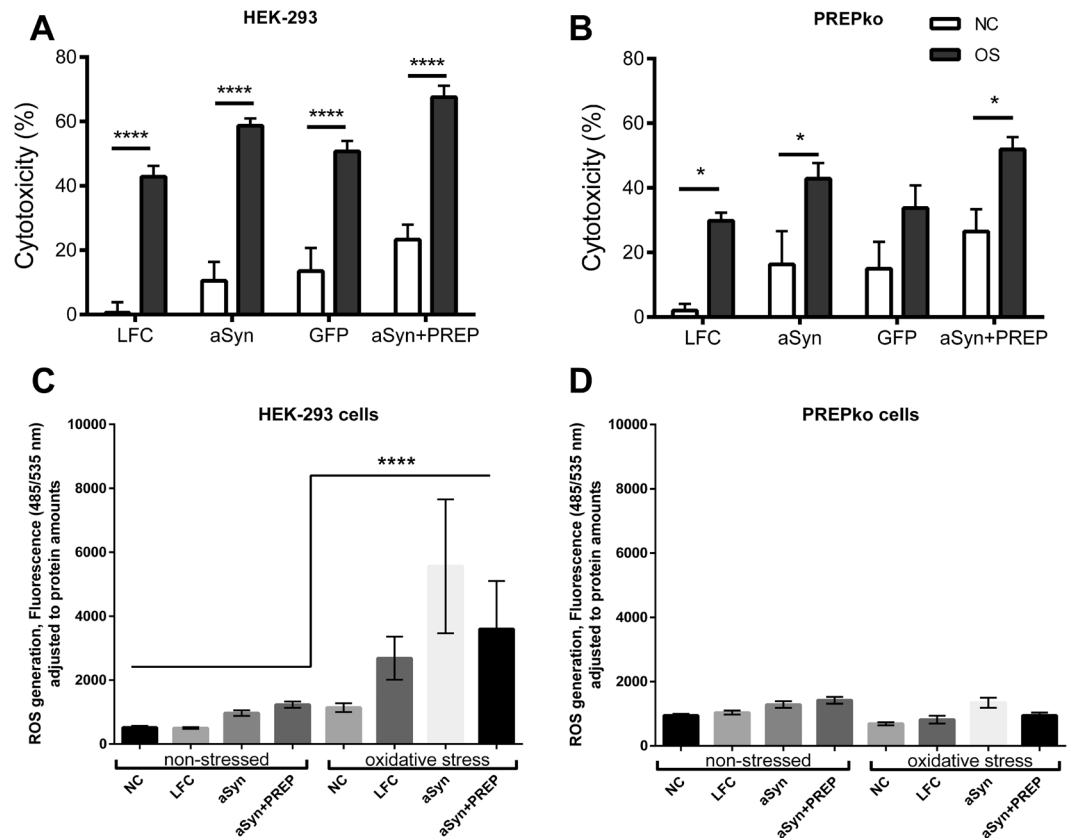 A
HEK-293
Cytotoxicity (%)
80
60
40
20
0
****
****
****
****
LFC
aSyn
GFP
aSyn+PREP
B
PREPko
NC
OS
Cytotoxicity (%)
80
60
40
20
0
*
*
*
LFC
aSyn
GFP
aSyn+PREP
C
HEK-293 cells
ROS generation, Fluorescence (485/535 nm)
adjusted to protein amounts
10000
8000
6000
4000
2000
0
****
non-stressed
oxidative stress
NC
LFC
aSyn
aSyn+PREP
NC
LFC
aSyn
aSyn+PREP
D
PREPko cells
ROS generation, Fluorescence (485/535 nm)
adjusted to protein amounts
10000
8000
6000
4000
2000
0
non-stressed
oxidative stress
NC
LFC
aSyn
aSyn+PREP
NC
LFC
aSyn
aSyn+PREP